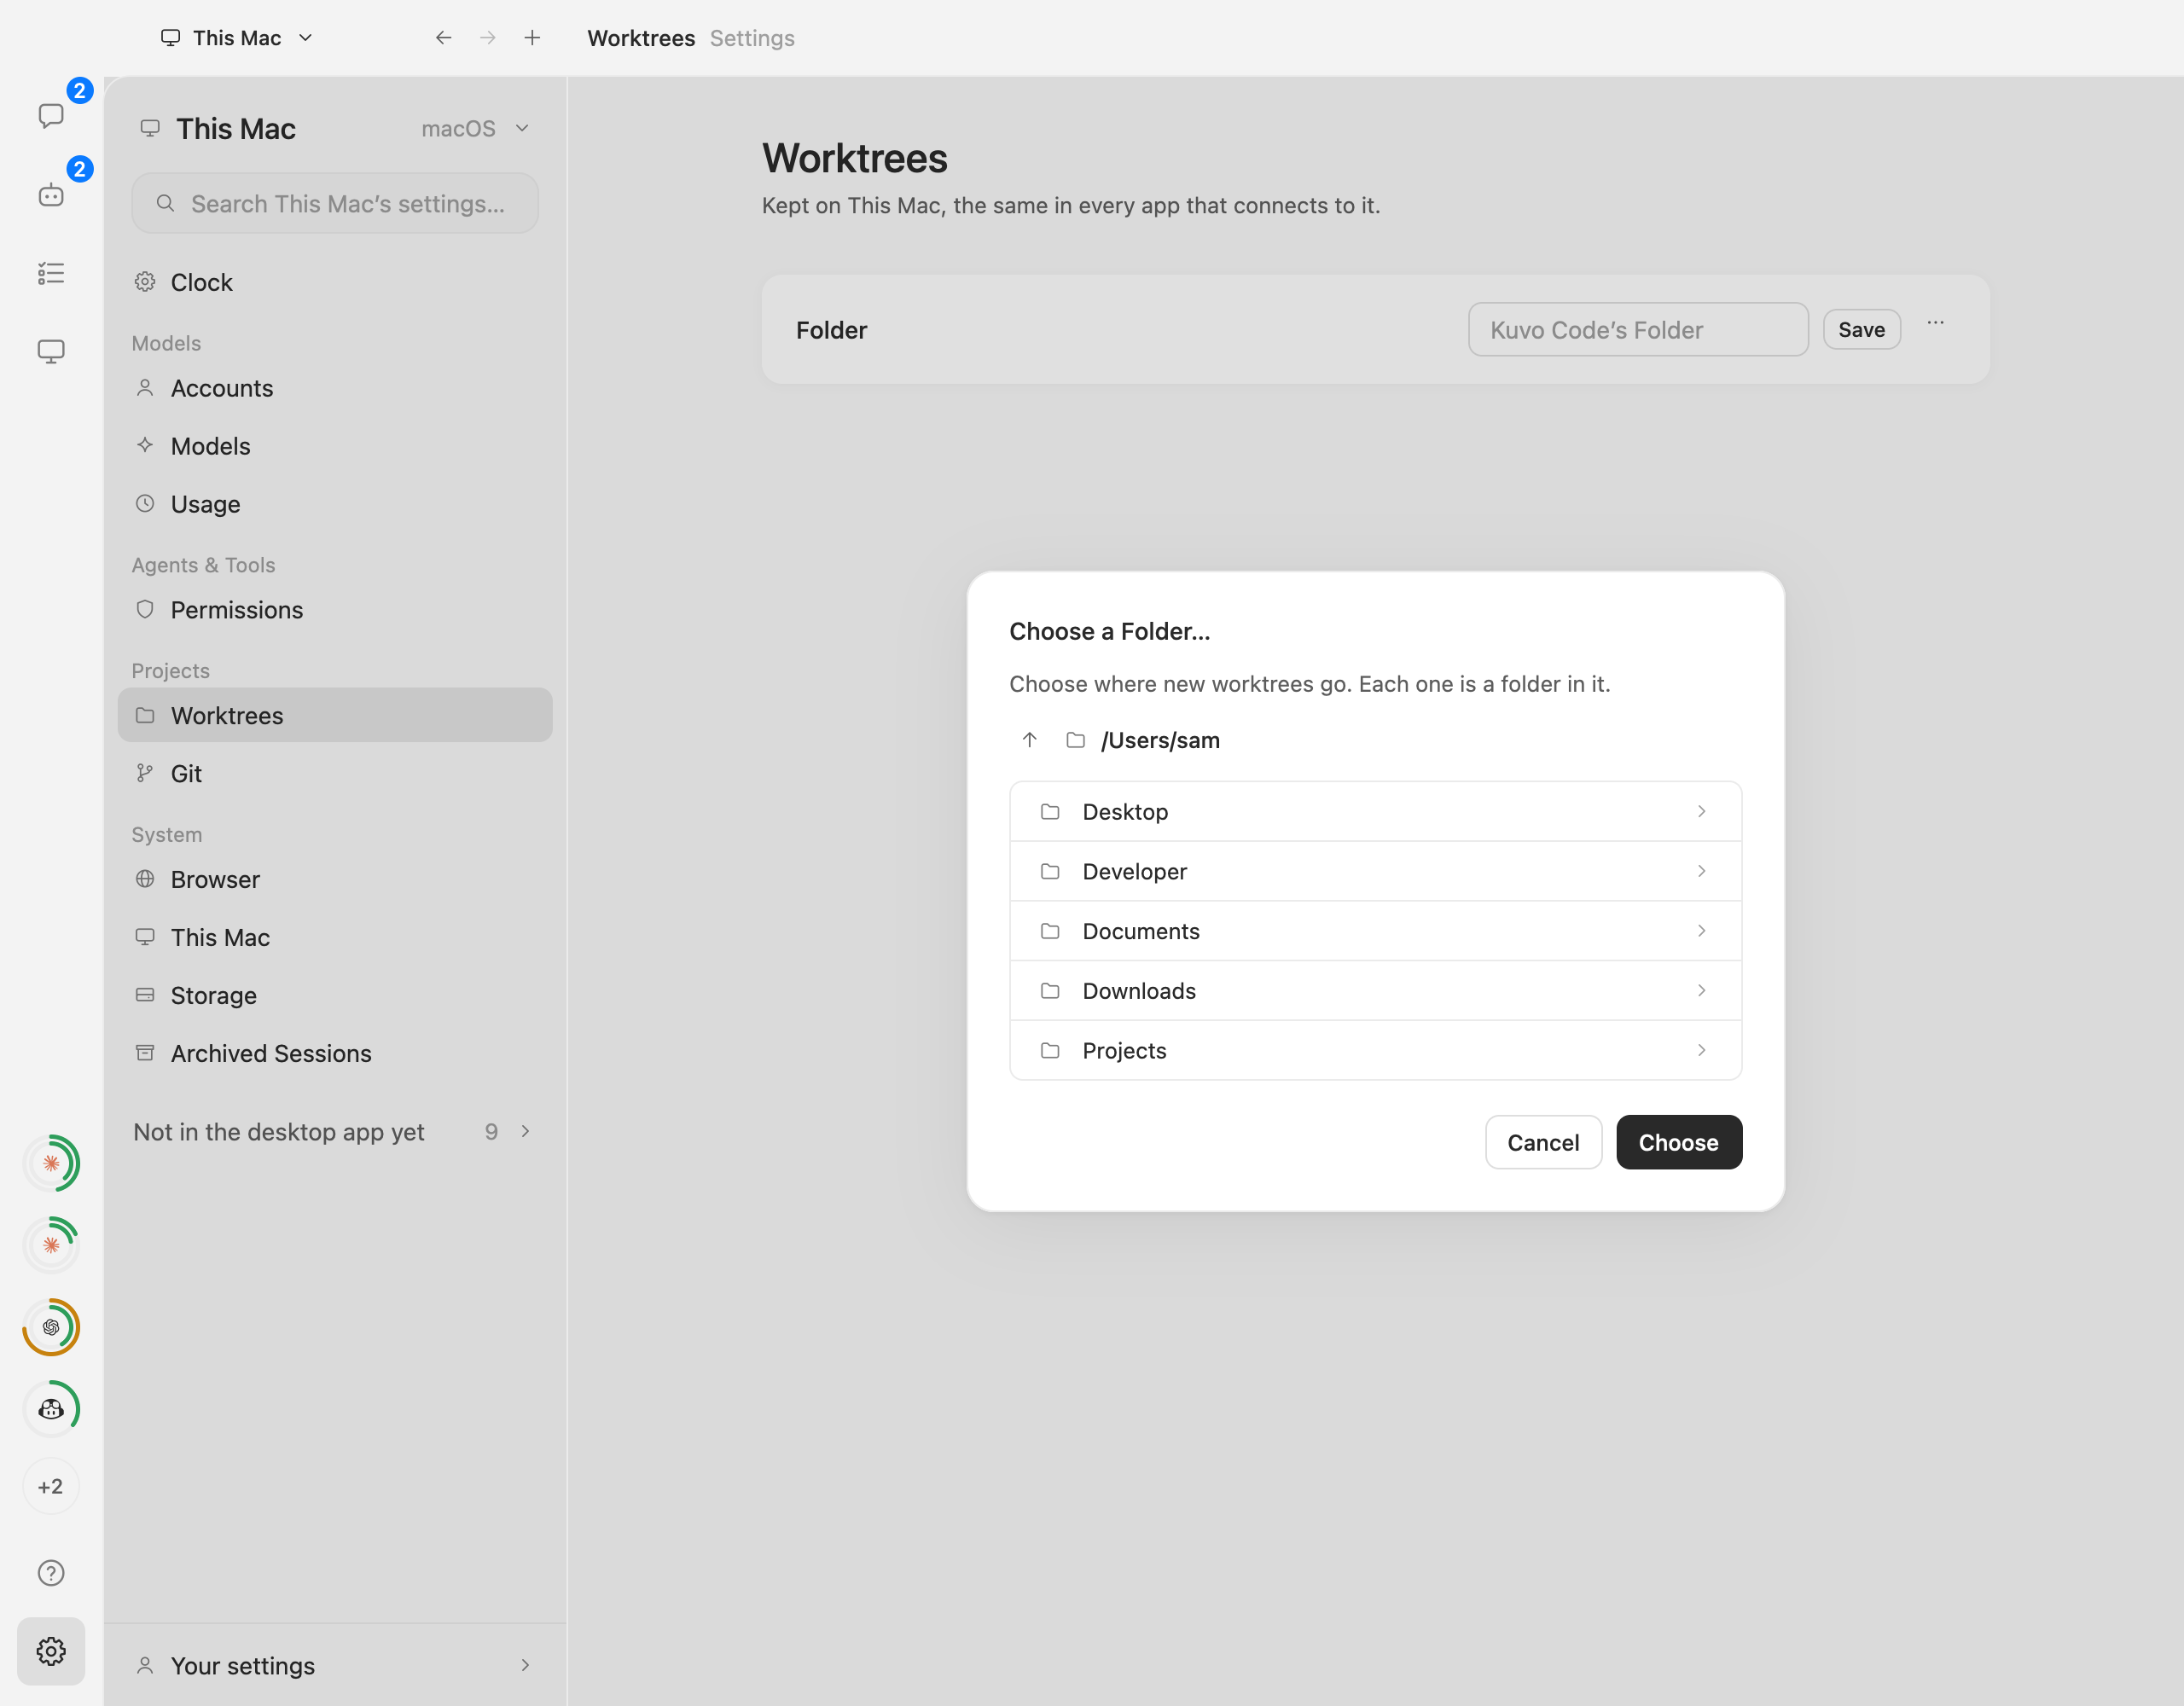 This Mac
Worktrees Settings
2
2
This Mac macOS
Search This Mac’s settings...
Clock
Models
Accounts
Models
Usage
Agents & Tools
Permissions
Projects
Worktrees
Git
System
Browser
This Mac
Storage
Archived Sessions
Not in the desktop app yet 9
+2
Your settings
Worktrees
Kept on This Mac, the same in every app that connects to it.
Folder Kuvo Code’s Folder Save
Choose a Folder...
Choose where new worktrees go. Each one is a folder in it.
/Users/sam
Desktop
Developer
Documents
Downloads
Projects
Cancel Choose